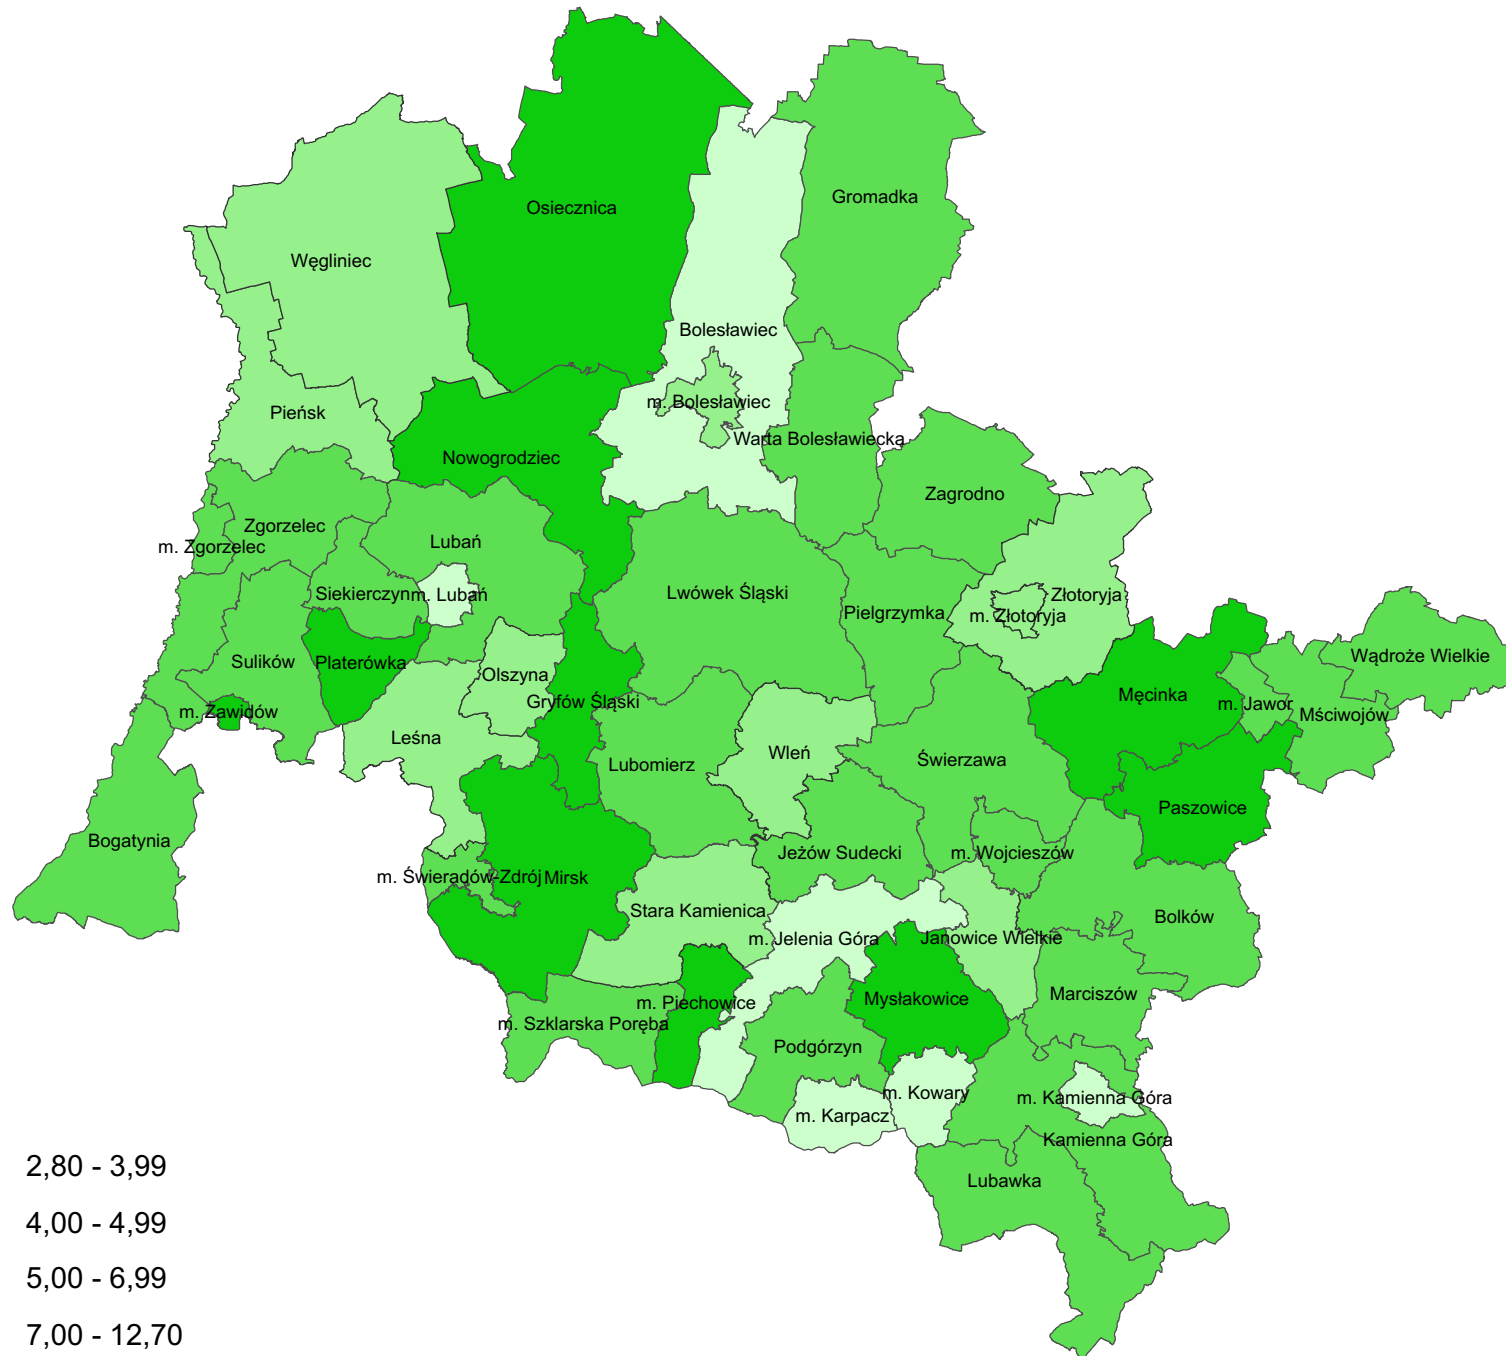 Gromadka
Osiecznica
Węgliniec
Bolesławiec
m. Bolesławiec
Pieńsk
Warta Bolesławiecka
Nowogrodziec
Zagrodno
Zgorzelec
m. Zgorzelec
Lubań
Siekierczyn
m. Lubań
Lwówek Śląski
Pielgrzymka
Złotoryja
m. Złotoryja
Wądroże Wielkie
Sulików
Platerówka
Olszyna
Gryfów Śląski
Męcinka
m. Jawor
Mściwojów
m. Zawidów
Leśna
Lubomierz
Wleń
Świerzawa
Paszowice
Bogatynia
Jeżów Sudecki
m. Wojcieszów
m. Świeradów-Zdrój
Mirsk
Stara Kamienica
Bolków
m. Jelenia Góra
Janowice Wielkie
Marciszów
m. Piechowice
Mysłakowice
m. Szklarska Poręba
Podgórzyn
m. Kowary
m. Kamienna Góra
m. Karpacz
Kamienna Góra
Lubawka
2,80 - 3,99
4,00 - 4,99
5,00 - 6,99
7,00 - 12,70